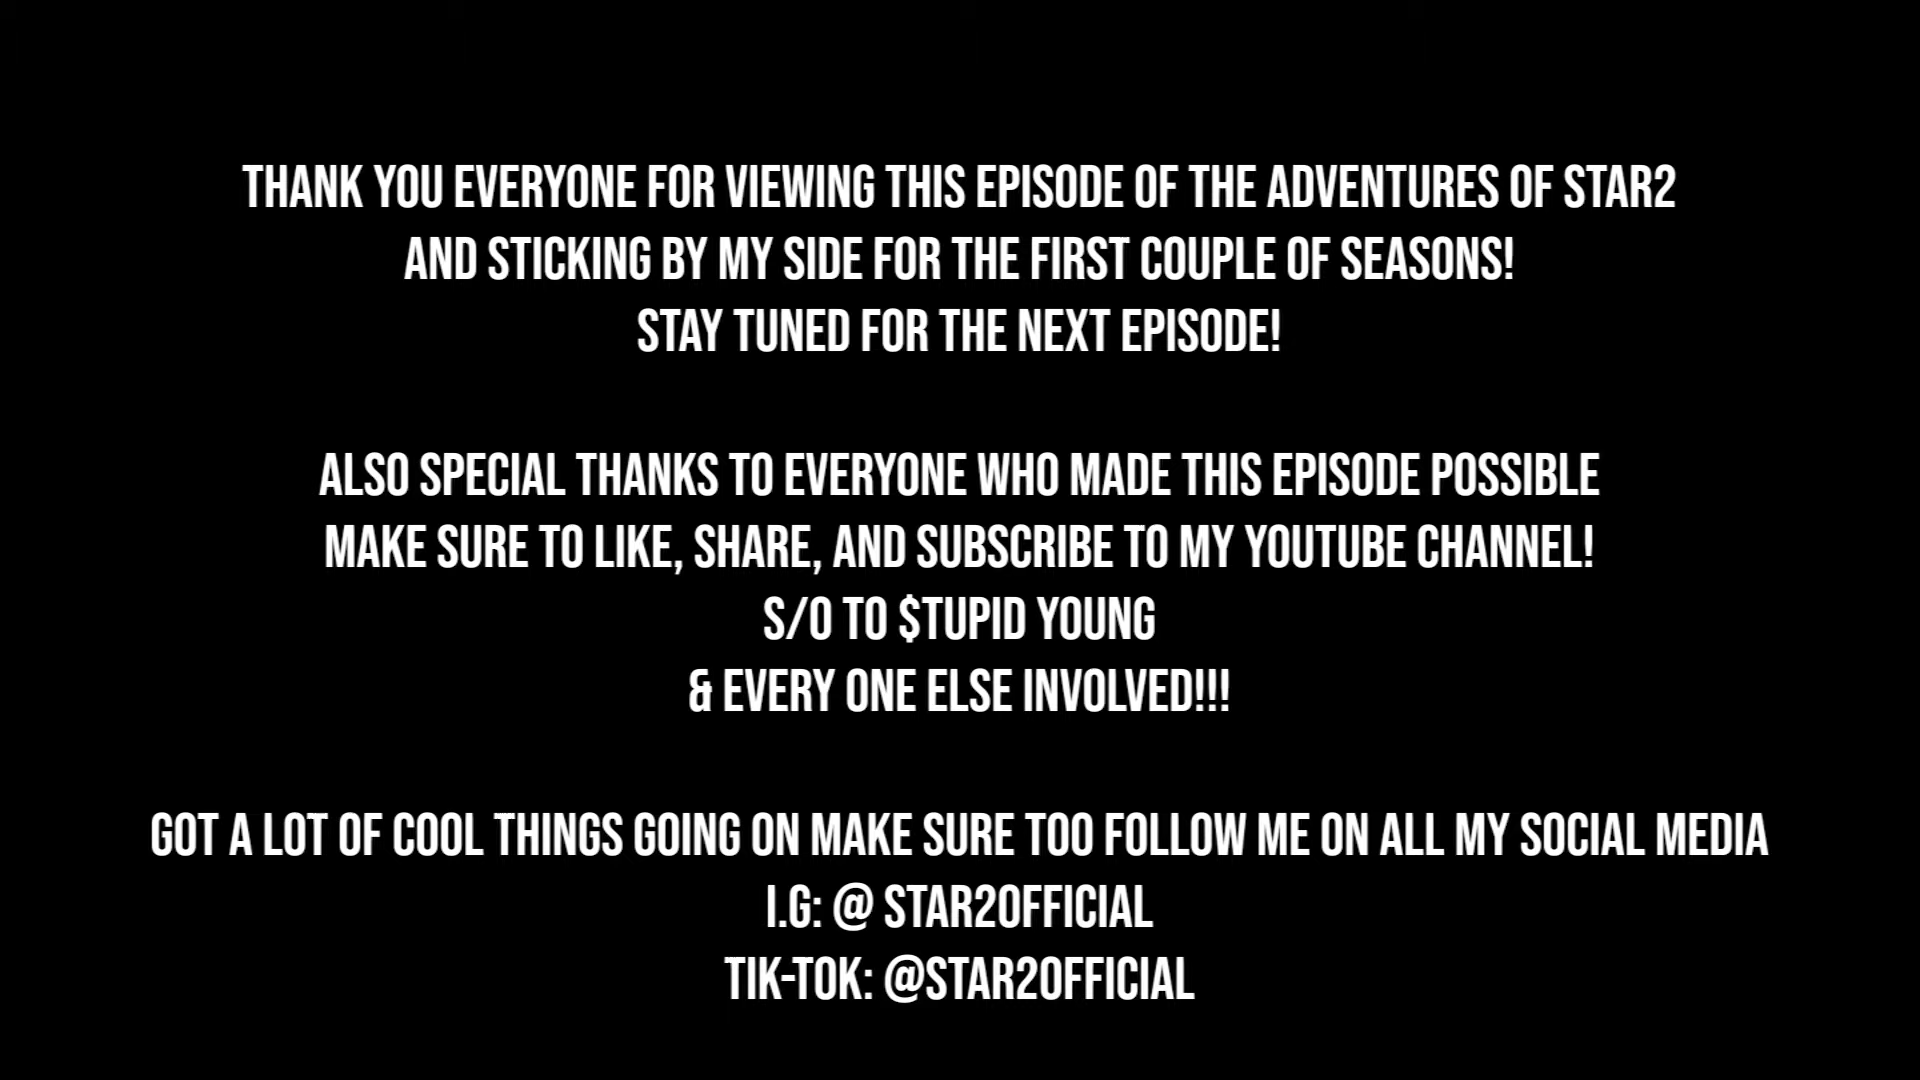 THANK YOU EVERYONE FOR VIEWING THIS EPISODE OF THE ADVENTURES OF STAR2
AND STICKING BY MY SIDE FOR THE FIRST COUPLE OF SEASONS!
STAY TUNED FOR THE NEXT EPISODE!
ALSO SPECIAL THANKS TO EVERYONE WHO MADE THIS EPISODE POSSIBLE
MAKE SURE TO LIKE, SHARE, AND SUBSCRIBE TO MY YOUTUBE CHANNEL!
S/O TO $TUPID YOUNG
& EVERY ONE ELSE INVOLVED!!!
GOT A LOT OF COOL THINGS GOING ON MAKE SURE TOO FOLLOW ME ON ALL MY SOCIAL MEDIA
I.G: @ STAR2OFFICIAL
TIK-TOK: @STAR2OFFICIAL